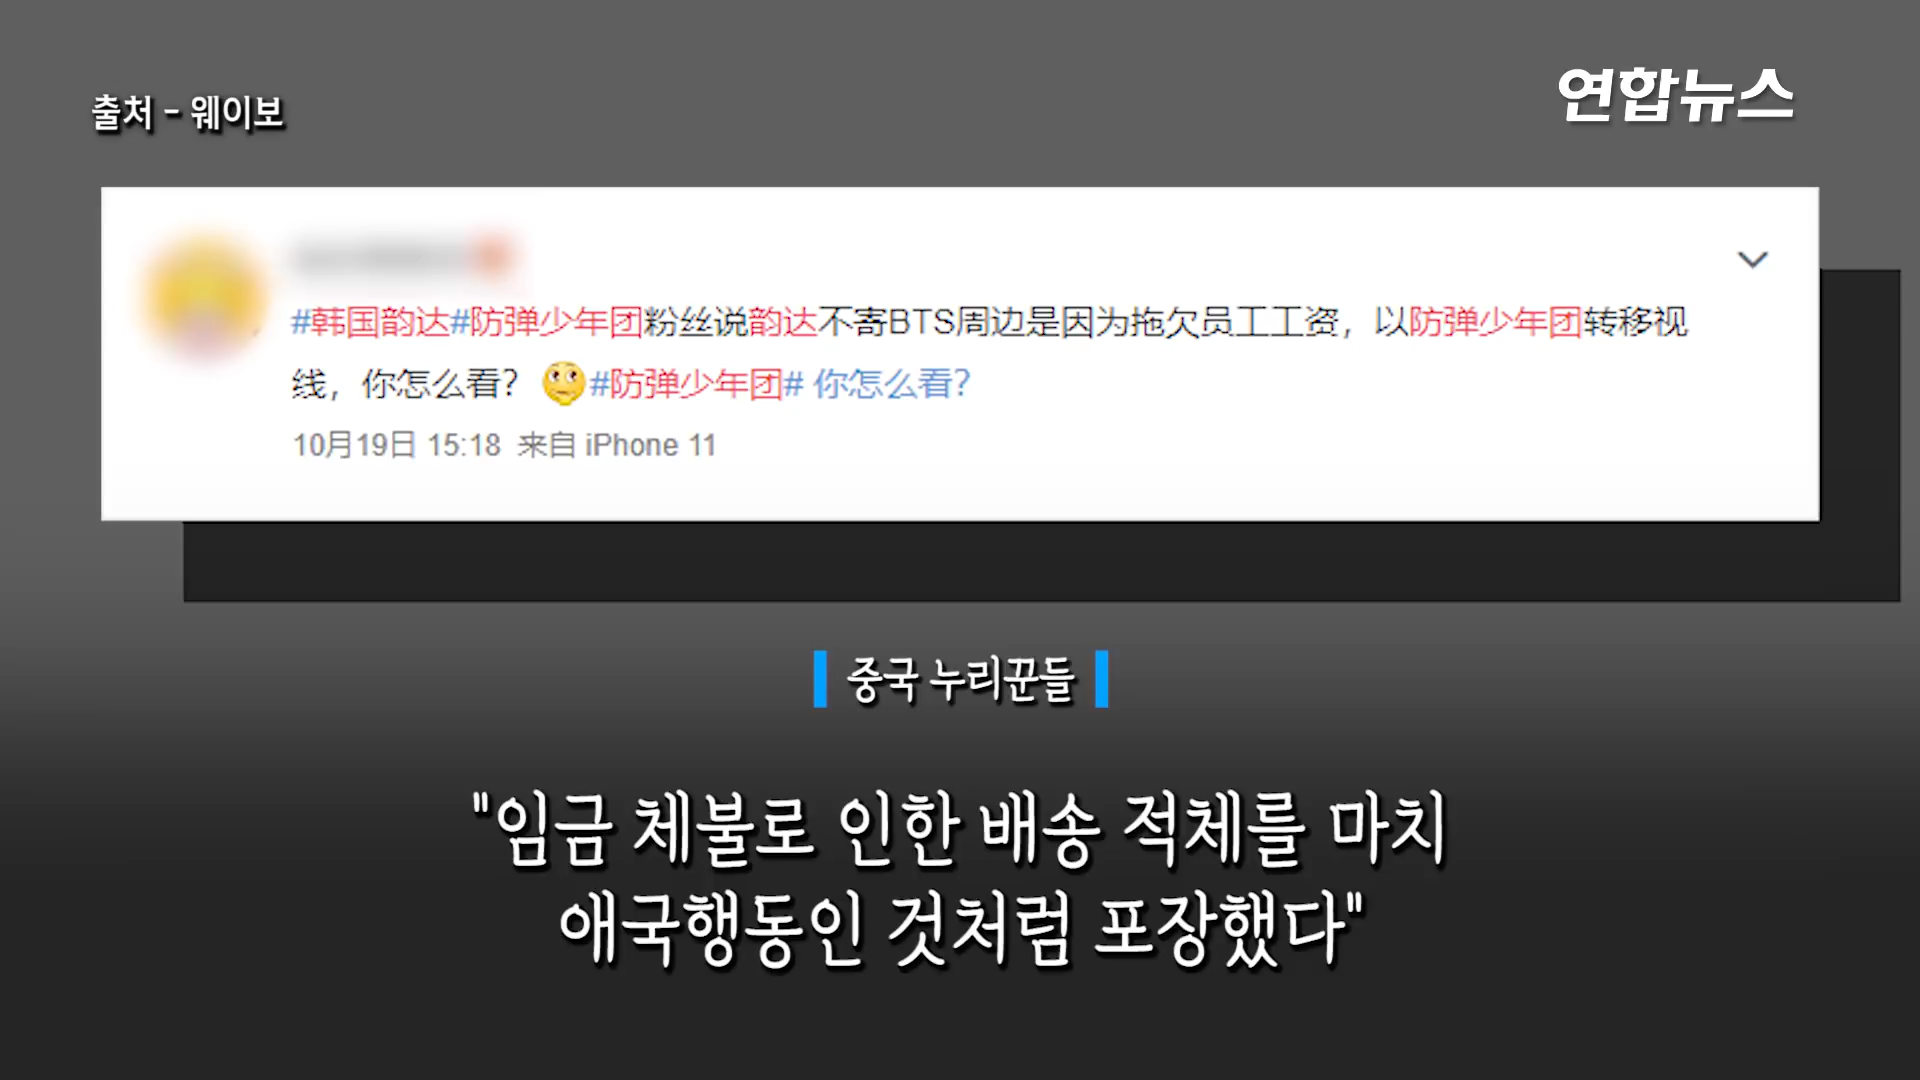 출처 - 웨이보
연합뉴스
#韩国韵达#防弹少年团粉丝说韵达不寄BTS周边是因为拖欠员工工资，以防弹少年团转移视
线，你怎么看？ #防弹少年团# 你怎么看？
10月19日 15:18 来自 iPhone 11
중국 누리꾼들
"임금 체불로 인한 배송 적체를 마치
애국행동인 것처럼 포장했다"